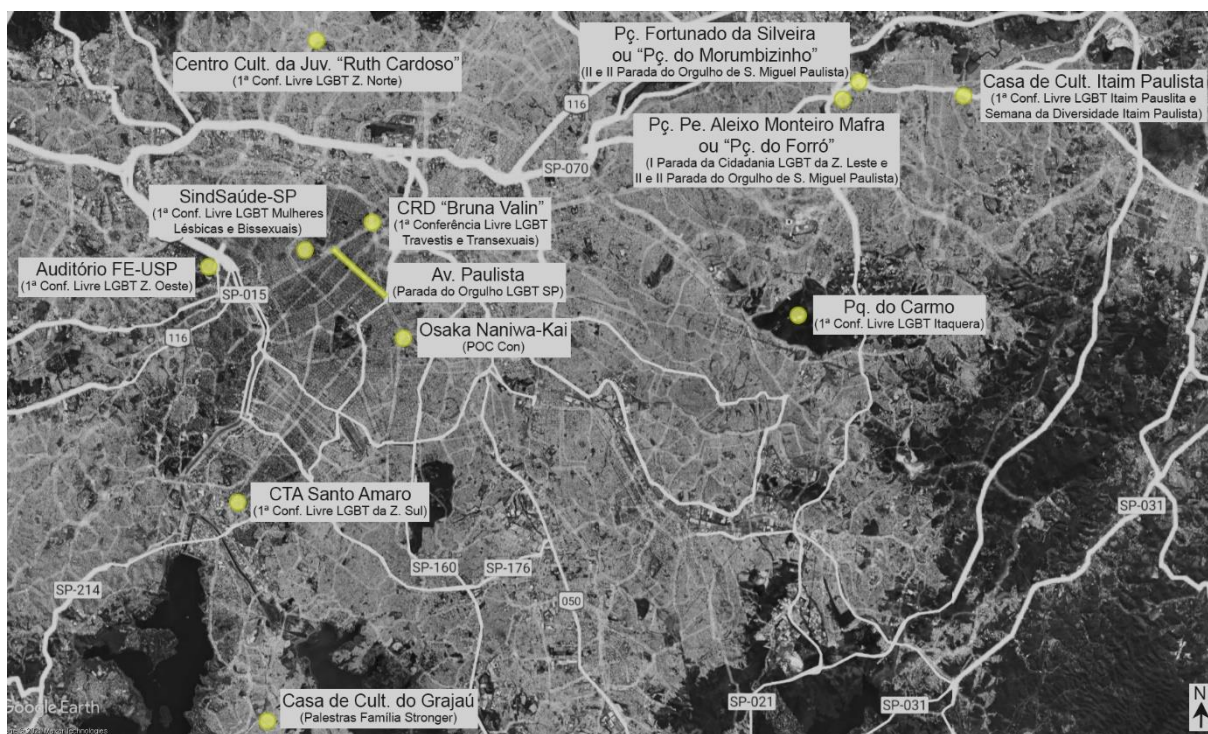 Centro Cult. da Juv. “Ruth Cardoso”
(1ª Conf. Livre LGBT Z. Norte)
Pç. Fortunado da Silveira
ou “Pç. do Morumbizinho”
(II e II Parada do Orgulho de S. Miguel Paulista)
Casa de Cult. Itaim Paulista
(1ª Conf. Livre LGBT Itaim Pauslita e
Semana da Diversidade Itaim Paulista)
116
Pç. Pe. Aleixo Monteiro Mafra
ou “Pç. do Forró”
(I Parada da Cidadania LGBT da Z. Leste e
II e II Parada do Orgulho de S. Miguel Paulista)
SP-070
SindSaúde-SP
(1ª Conf. Livre LGBT Mulheres
Lésbicas e Bissexuais)
CRD “Bruna Valin”
(1ª Conferência Livre LGBT
Travestis e Transexuais)
Auditório FE-USP
(1ª Conf. Livre LGBT Z. Oeste)
SP-015
Av. Paulista
(Parada do Orgulho LGBT SP)
Pq. do Carmo
(1ª Conf. Livre LGBT Itaquera)
116
Osaka Naniwa-Kai
(POC Con)
CTA Santo Amaro
(1ª Conf. Livre LGBT da Z. Sul)
SP-031
SP-214
SP-160
SP-176
050
Casa de Cult. do Grajaú
(Palestras Família Stronger)
SP-021
SP-031
N
Google Earth